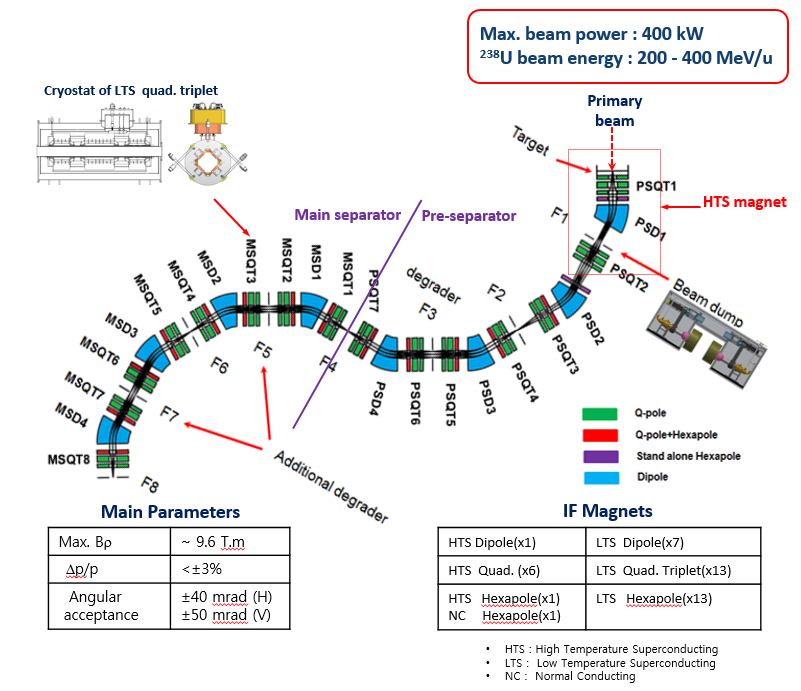 Max. beam power : 400 kW
238U beam energy : 200 - 400 MeV/u
Cryostat of LTS quad. triplet
Primary
beam
Target
PSQT1
HTS magnet
Main separator
Pre-separator
F1
PSD1
PSQT2
Beam dump
MSQT3
MSQT2
MSD1
MSQT1
PSQT7
degrader
F3
F2
MSD2
MSQT4
MSQT5
MSD3
MSQT6
MSQT7
MSD4
MSQT8
F8
F7
F6
F5
F4
PSD4
PSQT6
PSQT5
PSD3
PSQT4
PSQT3
PSD2
Additional degrader
Q-pole
Q-pole+Hexapole
Stand alone Hexapole
Dipole
Main Parameters
Max. Bρ ~ 9.6 T.m
Δp/p <±3%
Angular acceptance ±40 mrad (H)
±50 mrad (V)
IF Magnets
HTS Dipole(x1) LTS Dipole(x7)
HTS Quad. (x6) LTS Quad. Triplet(x13)
HTS Hexapole(x1) LTS Hexapole(x13)
NC Hexapole(x1)
• HTS : High Temperature Superconducting
• LTS : Low Temperature Superconducting
• NC : Normal Conducting